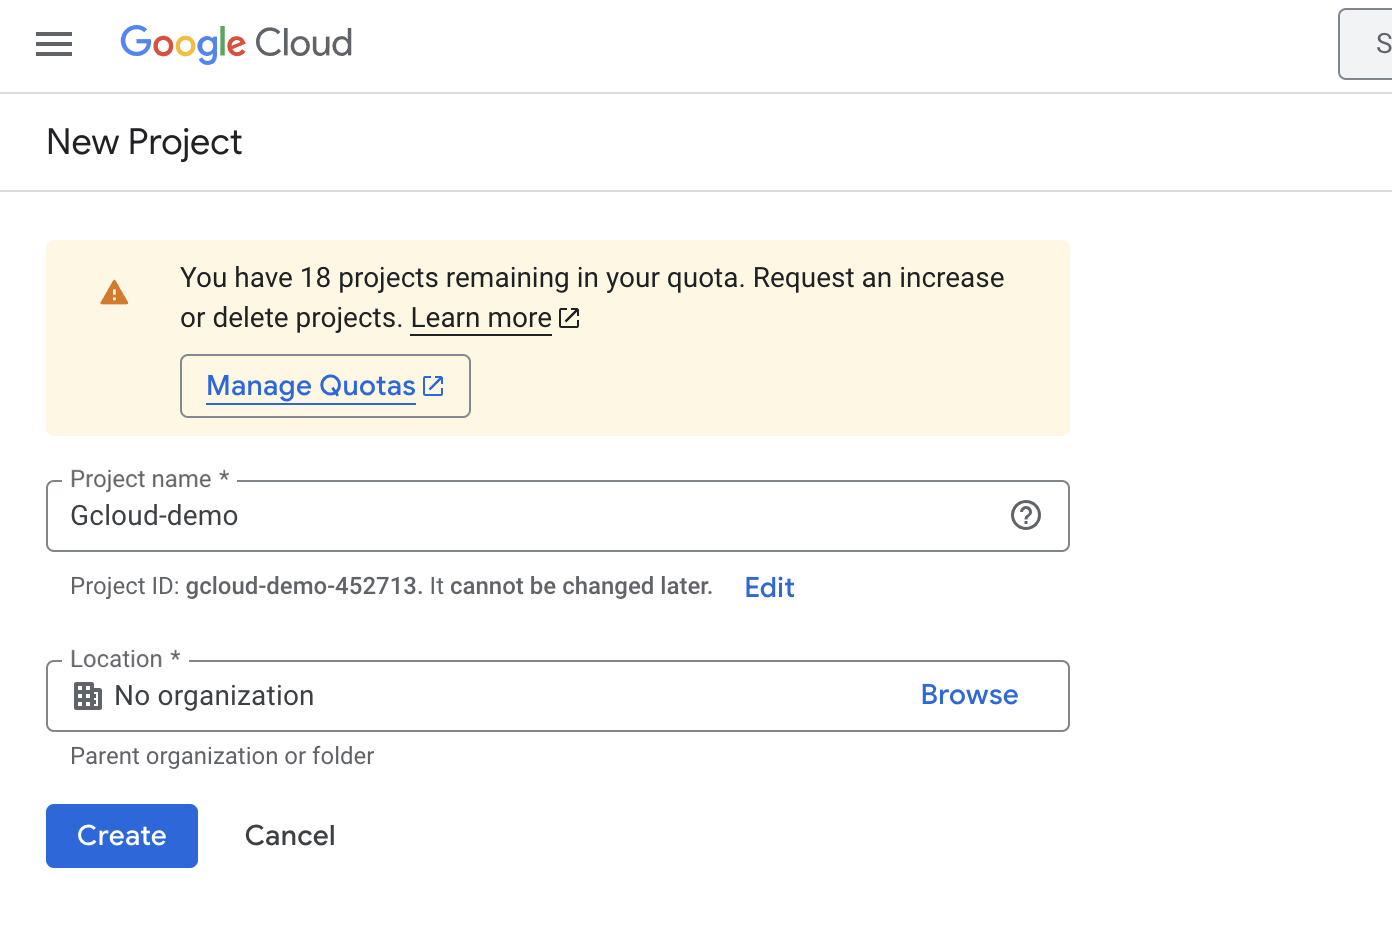 Google Cloud
S
New Project
You have 18 projects remaining in your quota. Request an increase
or delete projects. Learn more
Manage Quotas
Project name *
Gcloud-demo
Project ID: gcloud-demo-452713. It cannot be changed later. Edit
Location *
No organization Browse
Parent organization or folder
Create Cancel